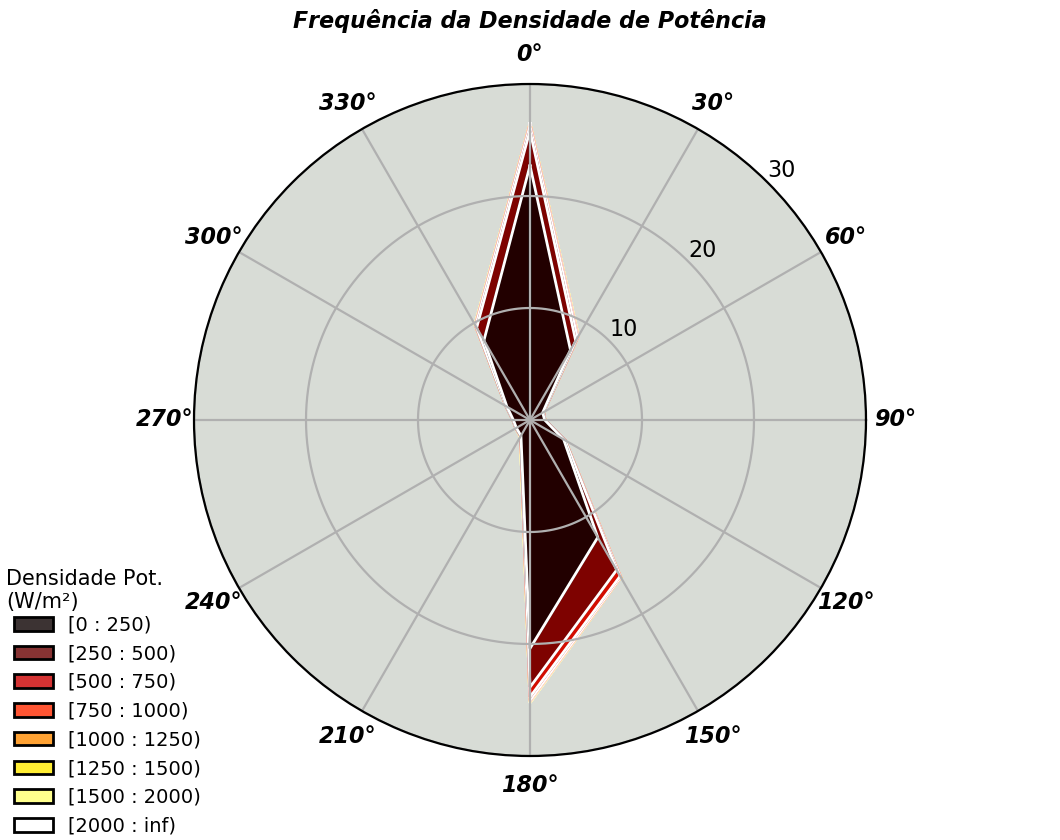 Frequência da Densidade de Potência
0°
330°
30°
30
300°
60°
20
10
270°
90°
Densidade Pot.
(W/m²)
240°
120°
[0 : 250)
[250 : 500)
[500 : 750)
[750 : 1000)
210°
150°
[1000 : 1250)
[1250 : 1500)
180°
[1500 : 2000)
[2000 : inf)